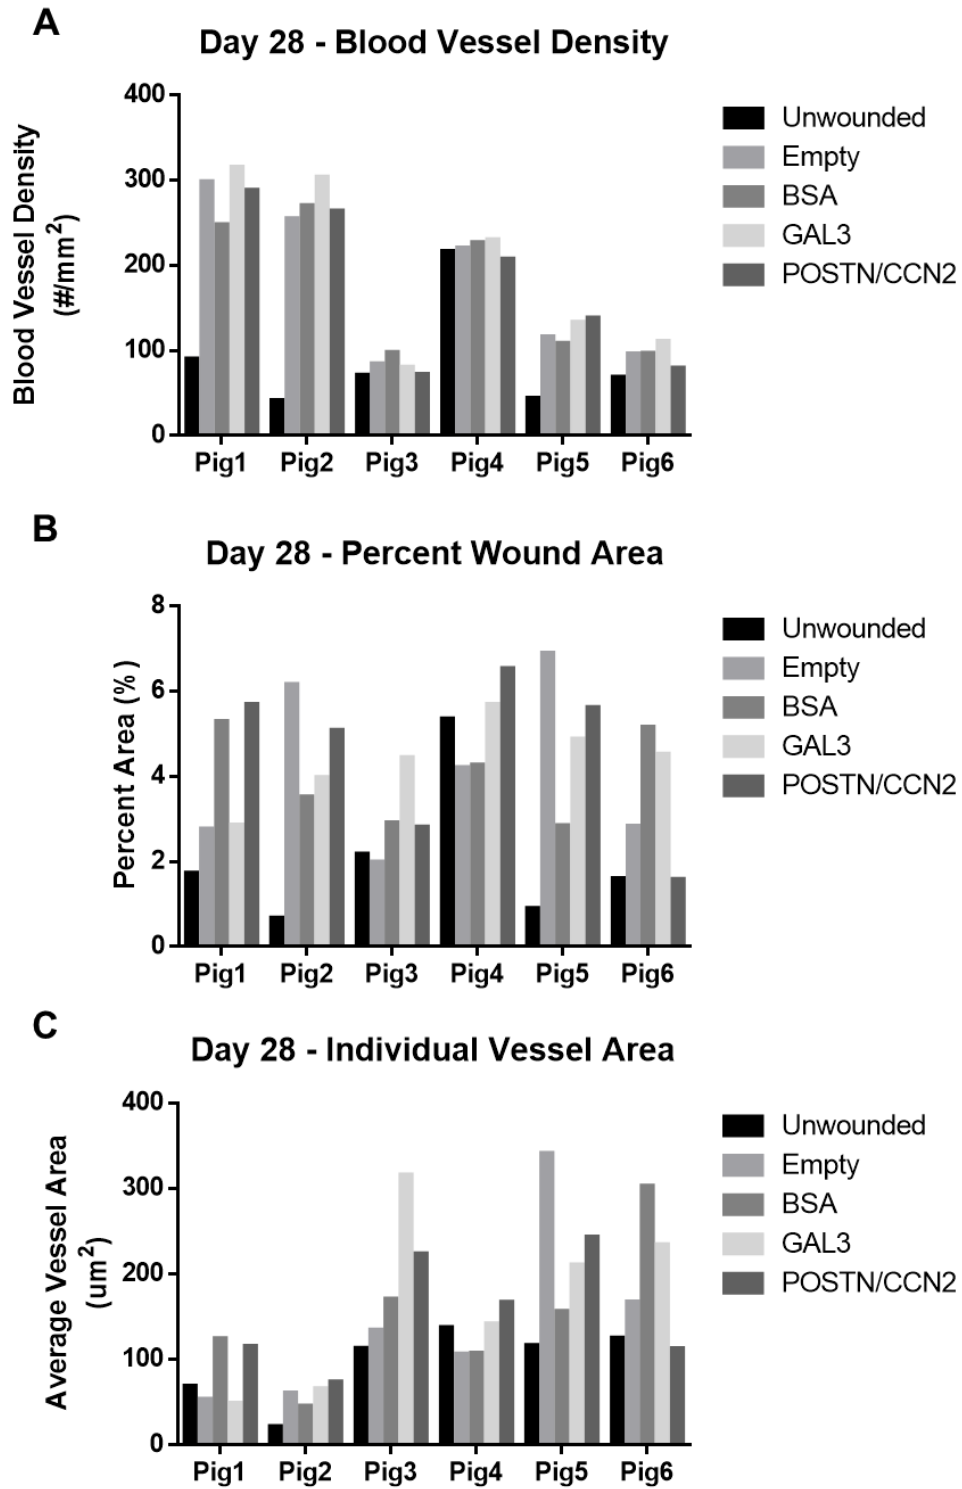 A
Day 28 - Blood Vessel Density
Blood Vessel Density
(#/mm²)
400
300
200
100
0
Pig1 Pig2 Pig3 Pig4 Pig5 Pig6
Unwounded
Empty
BSA
GAL3
POSTN/CCN2
B
Day 28 - Percent Wound Area
Percent Area (%)
8
6
4
2
0
Pig1 Pig2 Pig3 Pig4 Pig5 Pig6
Unwounded
Empty
BSA
GAL3
POSTN/CCN2
C
Day 28 - Individual Vessel Area
Average Vessel Area
(um²)
400
300
200
100
0
Pig1 Pig2 Pig3 Pig4 Pig5 Pig6
Unwounded
Empty
BSA
GAL3
POSTN/CCN2